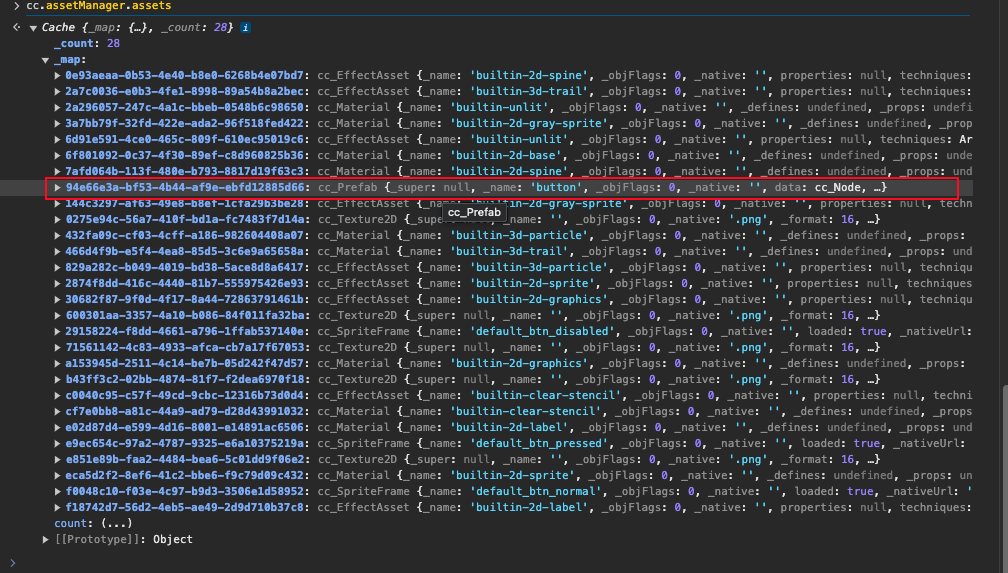 > cc.assetManager.assets
Cache {_map: {…}, _count: 28} i
_count: 28
_map:
0e93aeaa-0b53-4e40-b8e0-6268b4e07bd7: cc_EffectAsset {_name: 'builtin-2d-spine', _objFlags: 0, _native: '', properties: null, techniques:
2a7c0036-e0b3-4fe1-8998-89a54b8a2bec: cc_EffectAsset {_name: 'builtin-3d-trail', _objFlags: 0, _native: '', properties: null, techniques:
2a296057-247c-4a1c-bbeb-0548b6c98650: cc_Material {_name: 'builtin-unlit', _objFlags: 0, _native: '', _defines: undefined, _props: undefi
3a7bb79f-32fd-422e-ada2-96f518fed422: cc_Material {_name: 'builtin-2d-gray-sprite', _objFlags: 0, _native: '', _defines: undefined, _prop
6d91e591-4ce0-465c-809f-610ec95019c6: cc_EffectAsset {_name: 'builtin-unlit', _objFlags: 0, _native: '', properties: null, techniques: Ar
6f801092-0c37-4f30-89ef-c8d960825b36: cc_Material {_name: 'builtin-2d-base', _objFlags: 0, _native: '', _defines: undefined, _props: und
7afd064b-113f-480e-b793-8817d19f63c3: cc_Material {_name: 'builtin-2d-spine', _objFlags: 0, _native: '', _defines: undefined, _props: un
94e66e3a-bf53-4b44-af9e-ebfd12885d66: cc_Prefab {_super: null, _name: 'button', _objFlags: 0, _native: '', data: cc_Node, …}
144c3297-af63-49e8-b8ef-1cfa29b3be28: cc_EffectAsset {_name: 'builtin-2d-gray-sprite', _objFlags: 0, _native: '', properties: null, techn
cc_Prefab
0275e94c-56a7-410f-bd1a-fc7483f7d14a: cc_Texture2D {_super: null, _name: '', _objFlags: 0, _native: '.png', _format: 16, …}
432fa09c-cf03-4cff-a186-982604408a07: cc_Material {_name: 'builtin-3d-particle', _objFlags: 0, _native: '', _defines: undefined, _props:
466d4f9b-e5f4-4ea8-85d5-3c6e9a65658a: cc_Material {_name: 'builtin-3d-trail', _objFlags: 0, _native: '', _defines: undefined, _props: und
829a282c-b049-4019-bd38-5ace8d8a6417: cc_EffectAsset {_name: 'builtin-3d-particle', _objFlags: 0, _native: '', properties: null, techniqu
2874f8dd-416c-4440-81b7-555975426e93: cc_EffectAsset {_name: 'builtin-2d-sprite', _objFlags: 0, _native: '', properties: null, techniques
30682f87-9f0d-4f17-8a44-72863791461b: cc_EffectAsset {_name: 'builtin-2d-graphics', _objFlags: 0, _native: '', properties: null, techniqu
600301aa-3357-4a10-b086-84f011fa32ba: cc_Texture2D {_super: null, _name: '', _objFlags: 0, _native: '.png', _format: 16, …}
29158224-f8dd-4661-a796-1ffab537140e: cc_SpriteFrame {_name: 'default_btn_disabled', _objFlags: 0, _native: '', loaded: true, _nativeUrl:
71561142-4c83-4933-afca-cb7a17f67053: cc_Texture2D {_super: null, _name: '', _objFlags: 0, _native: '.png', _format: 16, …}
a153945d-2511-4c14-be7b-05d242f47d57: cc_Material {_name: 'builtin-2d-graphics', _objFlags: 0, _native: '', _defines: undefined, _props:
b43ff3c2-02bb-4874-81f7-f2dea6970f18: cc_Texture2D {_super: null, _name: '', _objFlags: 0, _native: '.png', _format: 16, …}
c0040c95-c57f-49cd-9cbc-12316b73d0d4: cc_EffectAsset {_name: 'builtin-clear-stencil', _objFlags: 0, _native: '', properties: null, techni
cf7e0bb8-a81c-44a9-ad79-d28d43991032: cc_Material {_name: 'builtin-clear-stencil', _objFlags: 0, _native: '', _defines: undefined, _props
e02d87d4-e599-4d16-8001-e14891ac6506: cc_Material {_name: 'builtin-2d-label', _objFlags: 0, _native: '', _defines: undefined, _props: und
e9ec654c-97a2-4787-9325-e6a10375219a: cc_SpriteFrame {_name: 'default_btn_pressed', _objFlags: 0, _native: '', loaded: true, _nativeUrl:
e851e89b-faa2-4484-bea6-5c01dd9f06e2: cc_Texture2D {_super: null, _name: '', _objFlags: 0, _native: '.png', _format: 16, …}
eca5d2f2-8ef6-41c2-bbe6-f9c79d09c432: cc_Material {_name: 'builtin-2d-sprite', _objFlags: 0, _native: '', _defines: undefined, _props: un
f0048c10-f03e-4c97-b9d3-3506e1d58952: cc_SpriteFrame {_name: 'default_btn_normal', _objFlags: 0, _native: '', loaded: true, _nativeUrl: '
f18742d7-56d2-4eb5-ae49-2d9d710b37c8: cc_EffectAsset {_name: 'builtin-2d-label', _objFlags: 0, _native: '', properties: null, techniques:
count: (...)
[[Prototype]]: Object
>